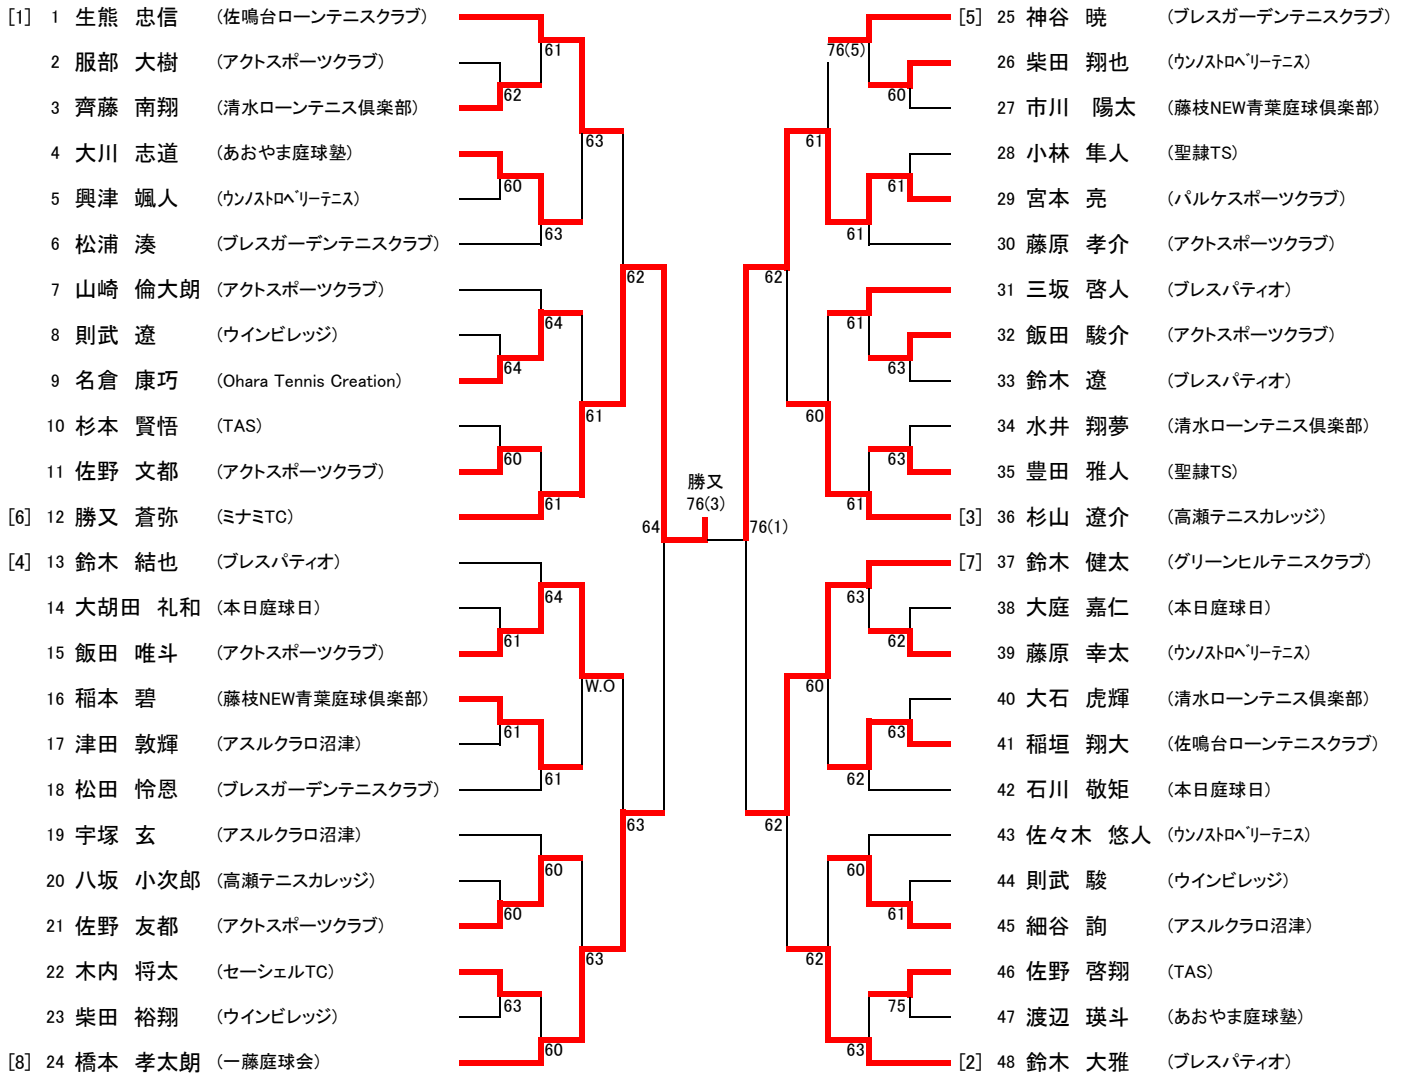 [1] 1 生熊 忠信 (佐鳴台ローンテニスクラブ)
2 服部 大樹 (アクトスポーツクラブ)
3 齊藤 南翔 (清水ローンテニス倶楽部)
4 大川 志道 (あおやま庭球塾)
5 興津 颯人 (ウンノストロベリーテニス)
6 松浦 湊 (ブレスガーデンテニスクラブ)
7 山崎 倫大朗 (アクトスポーツクラブ)
8 則武 遼 (ウインビレッジ)
9 名倉 康巧 (Ohara Tennis Creation)
10 杉本 賢悟 (TAS)
11 佐野 文都 (アクトスポーツクラブ)
[6] 12 勝又 蒼弥 (ミナミTC)
[4] 13 鈴木 結也 (ブレスパティオ)
14 大胡田 礼和 (本日庭球日)
15 飯田 唯斗 (アクトスポーツクラブ)
16 稲本 碧 (藤枝NEW青葉庭球倶楽部)
17 津田 敦輝 (アスルクラロ沼津)
18 松田 怜恩 (ブレスガーデンテニスクラブ)
19 宇塚 玄 (アスルクラロ沼津)
20 八坂 小次郎 (高瀬テニスカレッジ)
21 佐野 友都 (アクトスポーツクラブ)
22 木内 将太 (セーシェルTC)
23 柴田 裕翔 (ウインビレッジ)
[8] 24 橋本 孝太朗 (一藤庭球会)
61
62
60
63
64
64
60
61
61
61
61
61
60
60
63
60
63
61
W.O
63
62
63
64
勝又
76(3)
76(1)
62
62
61
60
60
62
76(5)
61
61
61
63
62
60
63
60
61
63
63
62
63
61
75
[5] 25 神谷 暁 (ブレスガーデンテニスクラブ)
26 柴田 翔也 (ウンノストロベリーテニス)
27 市川 陽太 (藤枝NEW青葉庭球倶楽部)
28 小林 隼人 (聖隷TS)
29 宮本 亮 (パルケスポーツクラブ)
30 藤原 孝介 (アクトスポーツクラブ)
31 三坂 啓人 (ブレスパティオ)
32 飯田 駿介 (アクトスポーツクラブ)
33 鈴木 遼 (ブレスパティオ)
34 水井 翔夢 (清水ローンテニス倶楽部)
35 豊田 雅人 (聖隷TS)
[3] 36 杉山 遼介 (高瀬テニスカレッジ)
[7] 37 鈴木 健太 (グリーンヒルテニスクラブ)
38 大庭 嘉仁 (本日庭球日)
39 藤原 幸太 (ウンノストロベリーテニス)
40 大石 虎輝 (清水ローンテニス倶楽部)
41 稲垣 翔大 (佐鳴台ローンテニスクラブ)
42 石川 敬矩 (本日庭球日)
43 佐々木 悠人 (ウンノストロベリーテニス)
44 則武 駿 (ウインビレッジ)
45 細谷 詢 (アスルクラロ沼津)
46 佐野 啓翔 (TAS)
47 渡辺 瑛斗 (あおやま庭球塾)
[2] 48 鈴木 大雅 (ブレスパティオ)